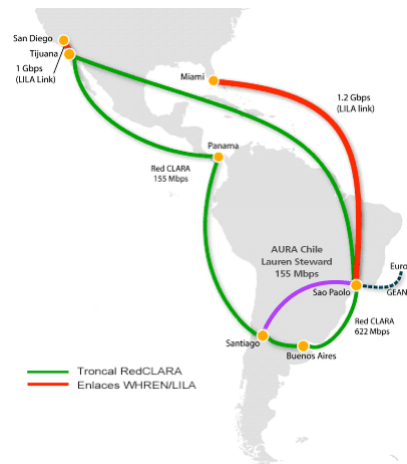 San Diego
Tijuana
1 Gbps
(LILA Link)
Miami
1.2 Gbps
(LILA link)
Panama
Red CLARA
155 Mbps
AURA Chile
Lauren Steward
155 Mbps
Euro
Sao Paolo
GEAN
Red CLARA
622 Mbps
Santiago
Buenos Aires
Troncal RedCLARA
Enlaces WHREN/LILA